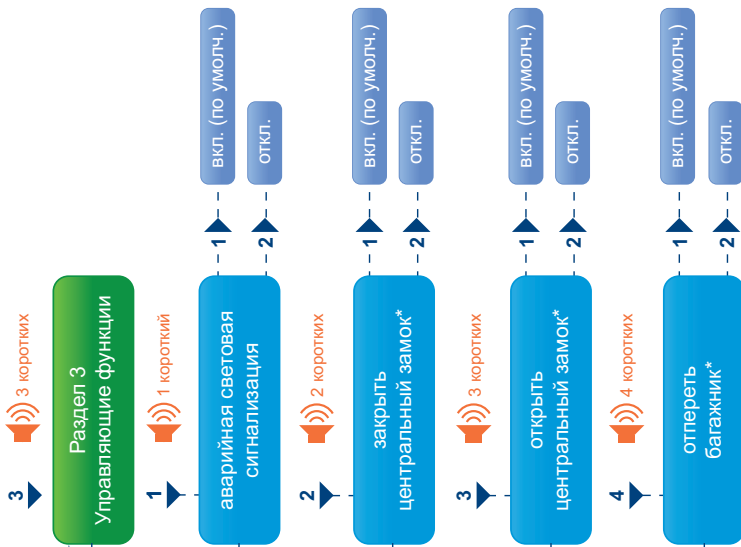 3
3 коротких
Раздел 3
Управляющие функции
1
1 короткий
аварийная световая
сигнализация
1
вкл. (по умолч.)
2
откл.
2
2 коротких
закрыть
центральный замок*
1
вкл. (по умолч.)
2
откл.
3
3 коротких
открыть
центральный замок*
1
вкл. (по умолч.)
2
откл.
4
4 коротких
отпереть
багажник*
1
вкл. (по умолч.)
2
откл.